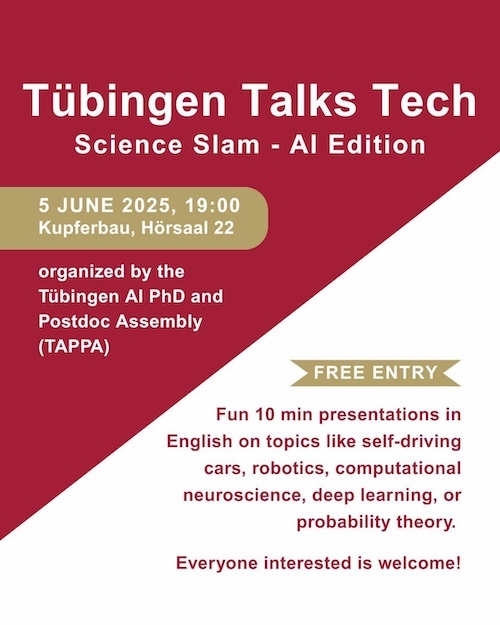 Tübingen Talks Tech
Science Slam - AI Edition
5 JUNE 2025, 19:00
Kupferbau, Hörsaal 22
organized by the
Tübingen AI PhD and
Postdoc Assembly
(TAPPA)
FREE ENTRY
Fun 10 min presentations in
English on topics like self-driving
cars, robotics, computational
neuroscience, deep learning, or
probability theory.
Everyone interested is welcome!